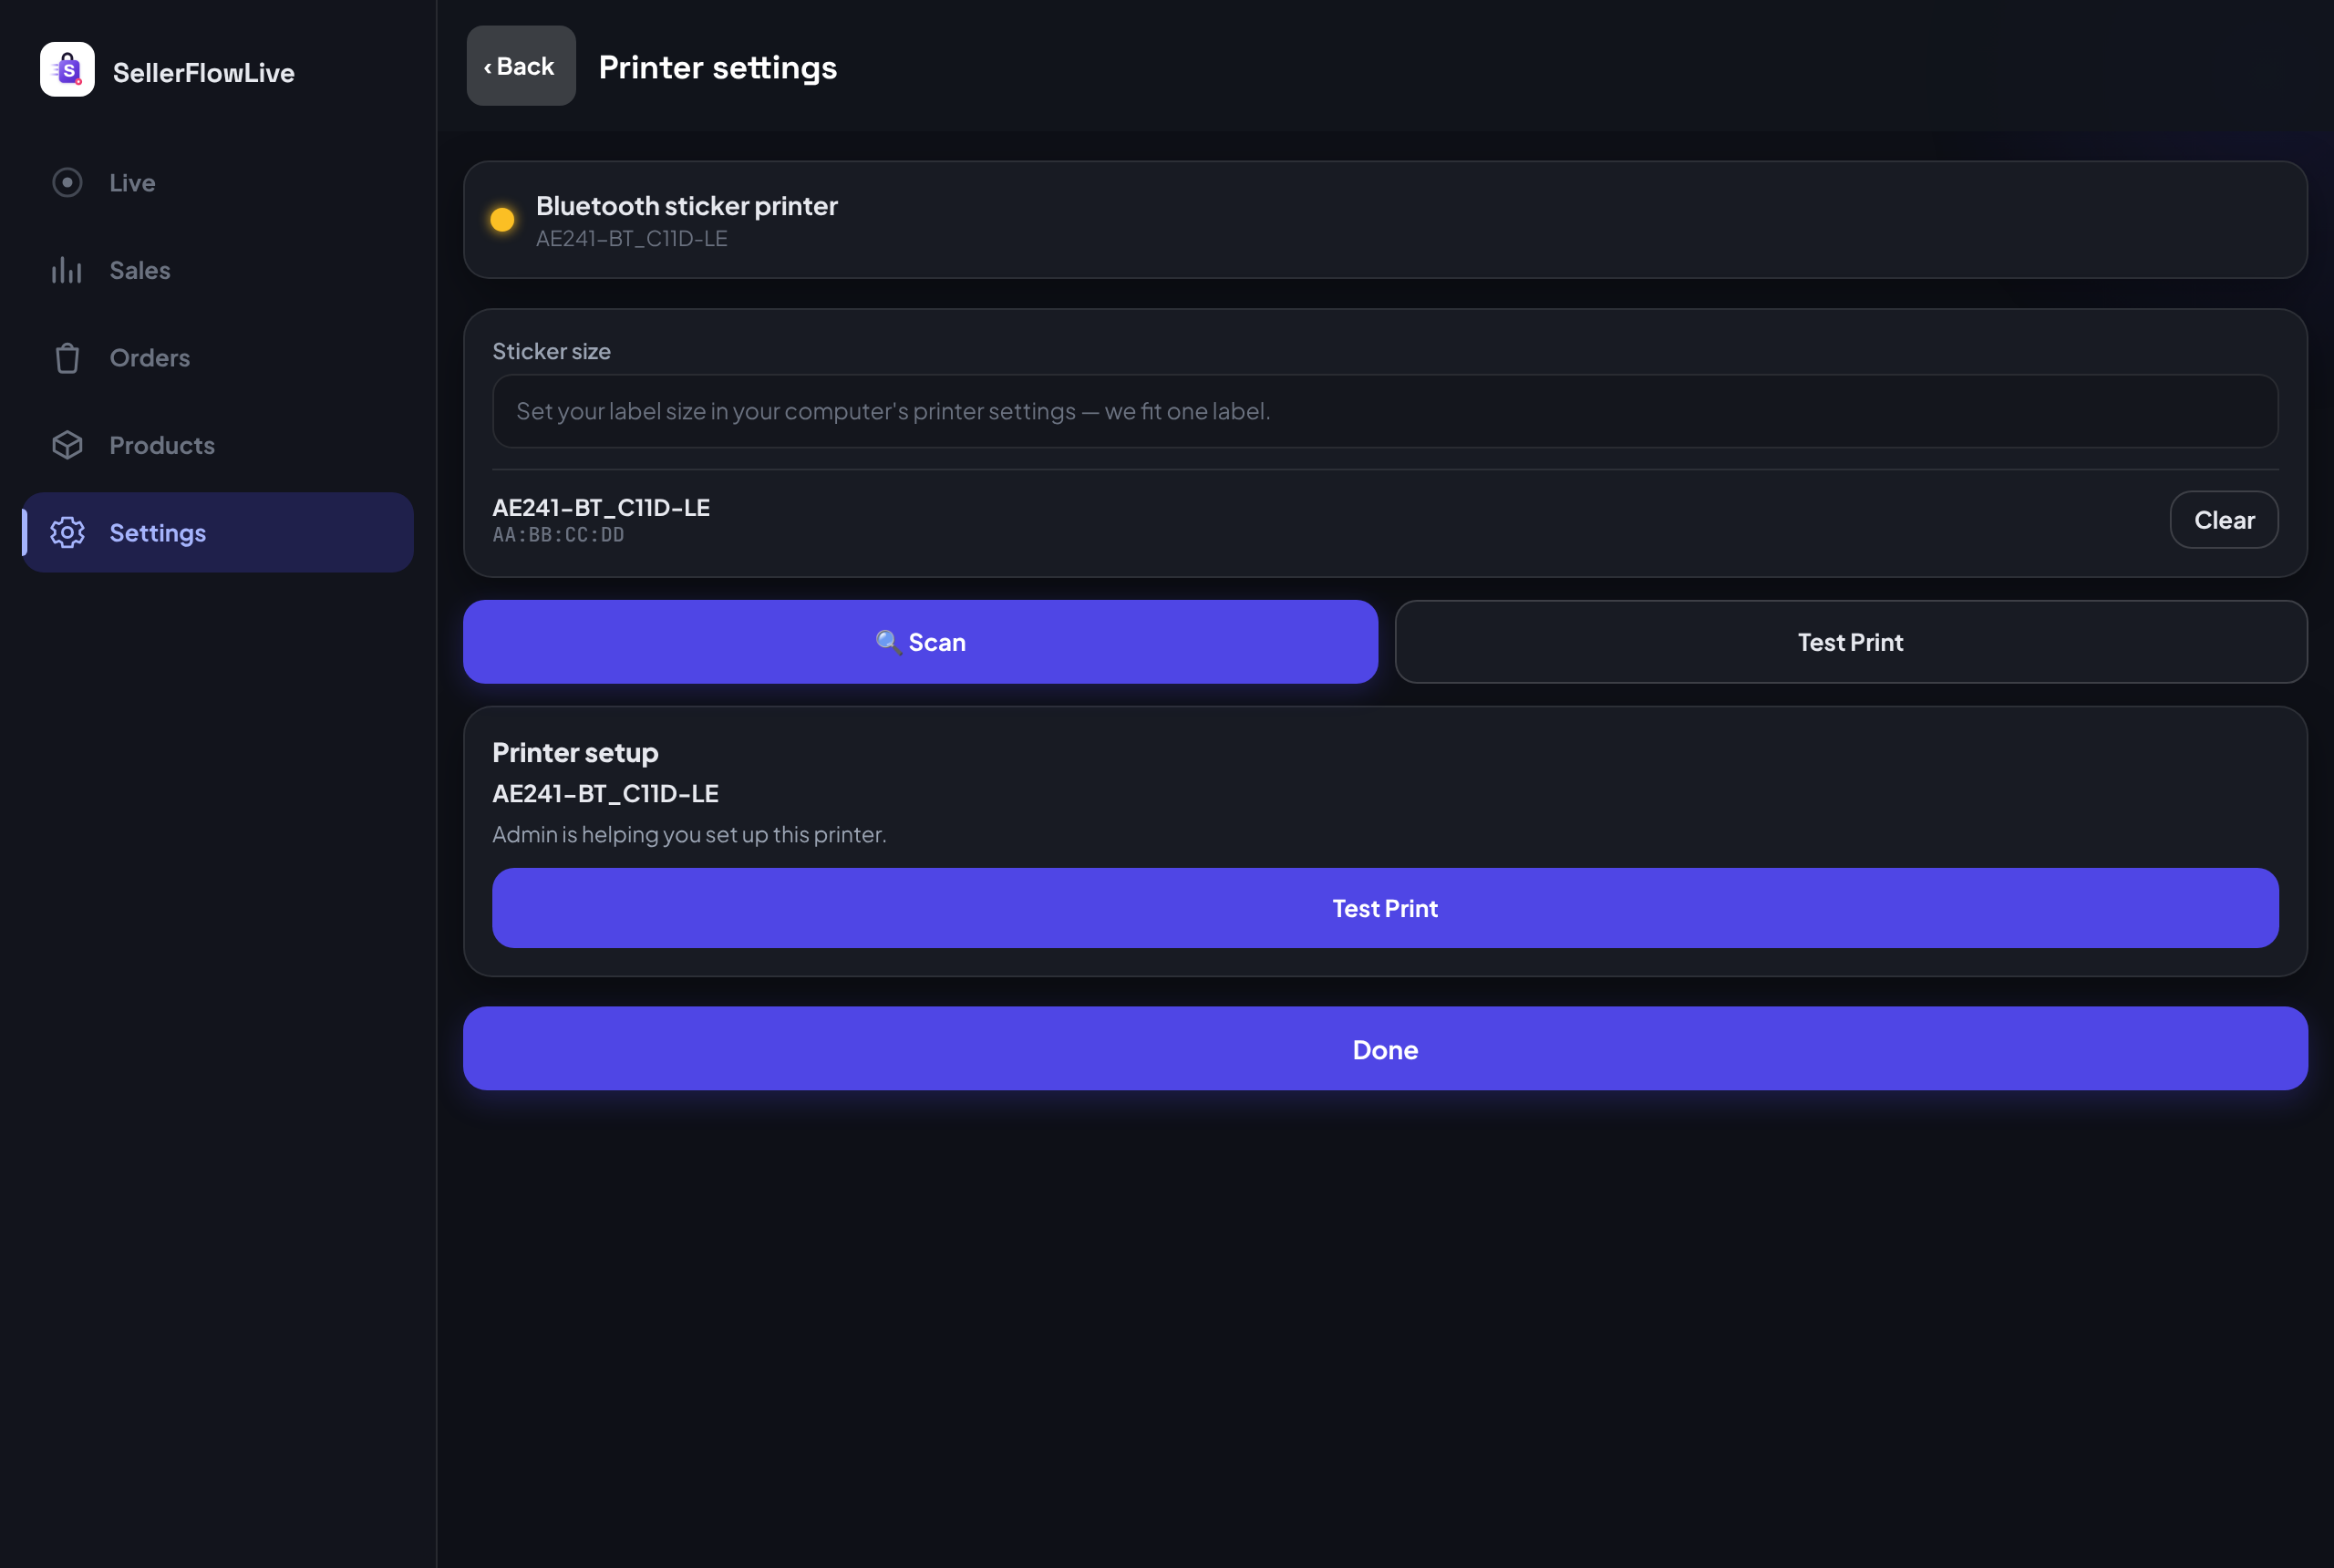 SellerFlowLive
Live
Sales
Orders
Products
Settings
‹ Back
Printer settings
Bluetooth sticker printer
AE241-BT_C11D-LE
Sticker size
Set your label size in your computer's printer settings — we fit one label.
AE241-BT_C11D-LE
AA:BB:CC:DD
Clear
🔍 Scan
Test Print
Printer setup
AE241-BT_C11D-LE
Admin is helping you set up this printer.
Test Print
Done